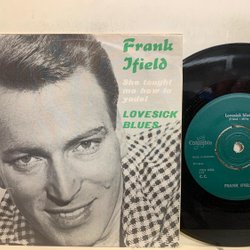 Frank
Ifield
She taught
me how to
yodel
LOVESICK
BLUES
Lovesick blues
Columbia
FRANK IFIELD